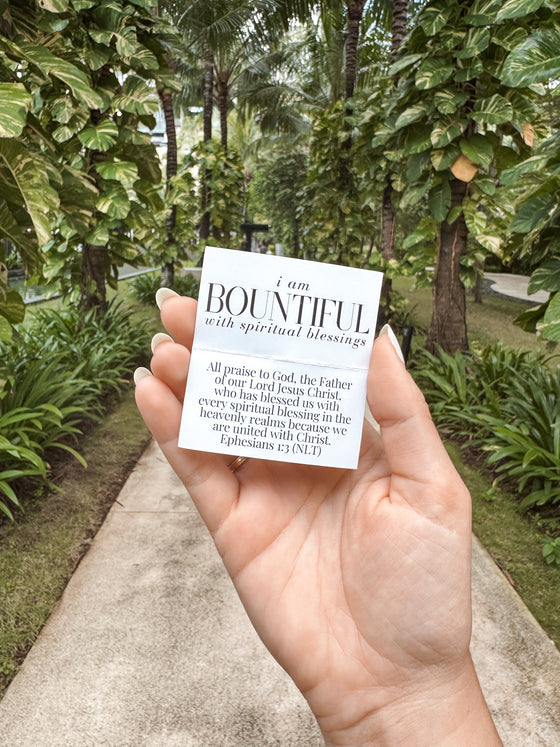 i am
BOUNTIFUL
with spiritual blessings
All praise to God, the Father
of our Lord Jesus Christ,
who has blessed us with
every spiritual blessing in the
heavenly realms because we
are united with Christ.
Ephesians 1:3 (NLT)